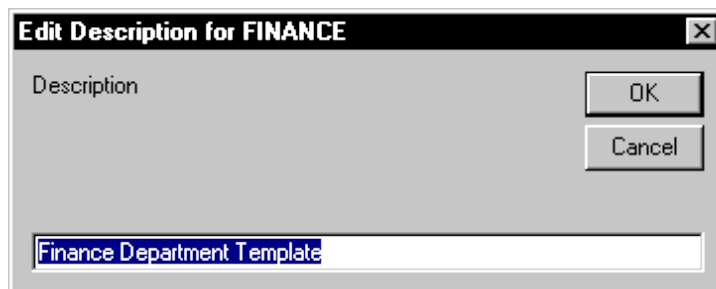 Edit Description for FINANCE
Description
OK
Cancel
Finance Department Template